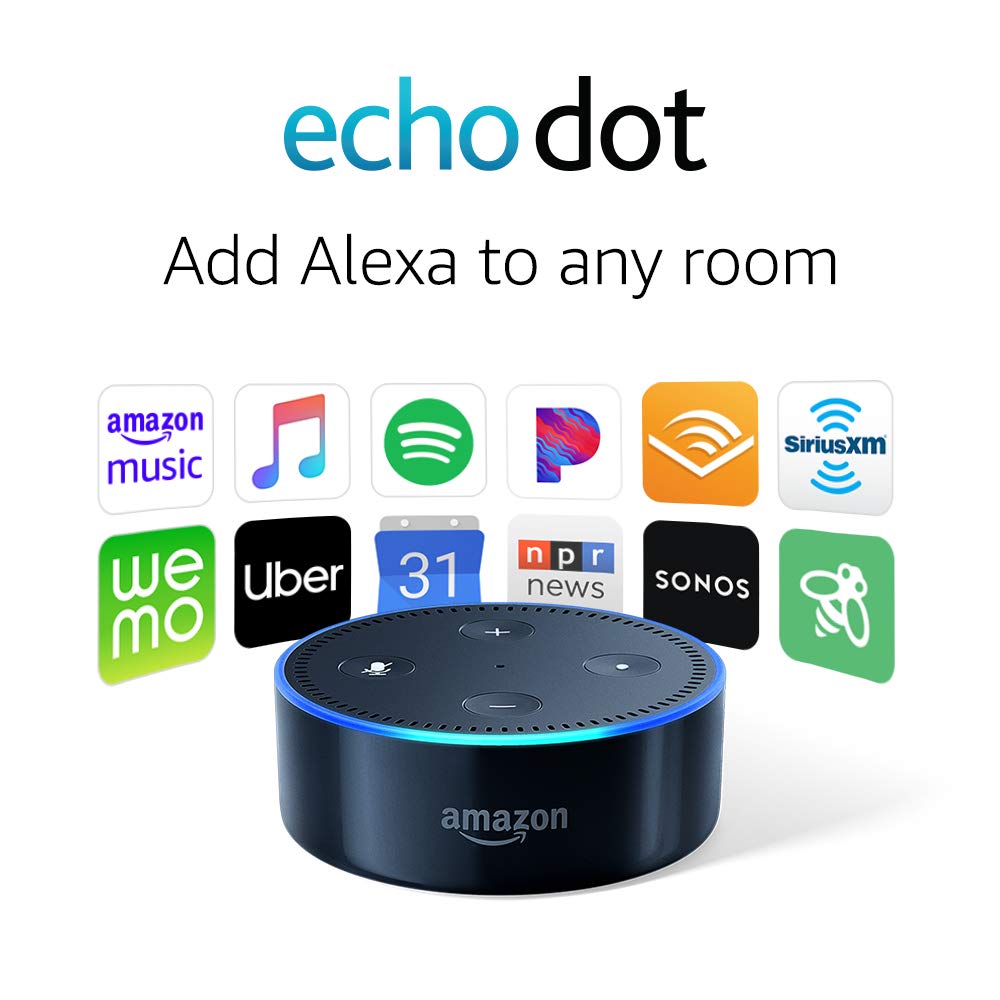 echo dot
Add Alexa to any room
amazon
music
SiriusXM
we
mo
Uber
31
npr
news
SONOS
amazon